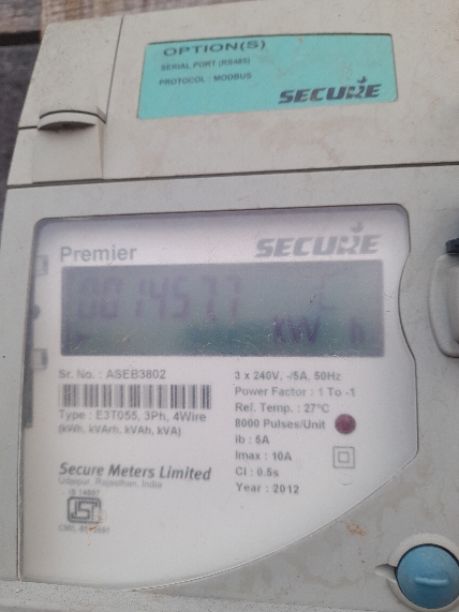 OPTION(S)
SERIAL PORT (RS485)
PROTOCOL : MODBUS
SECURE
Premier
SECURE
kW h
Sr. No. : ASEB3802
Type : E3T055, 3Ph, 4Wire
(kWh, kVArh, kVAh, kVA)
Secure Meters Limited
Udaipur, Rajasthan, India
3 x 240V, -/5A, 50Hz
Power Factor : 1 To -1
Ref. Temp. : 27°C
8000 Pulses/Unit
Ib : 5A
Imax : 10A
Cl : 0.5s
Year : 2012